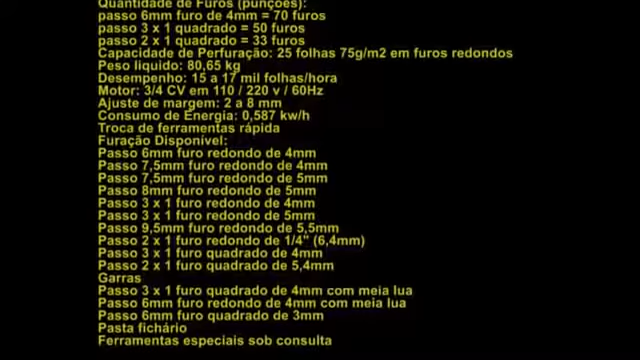 Quantidade de Furos (punções):
passo 6mm furo de 4mm = 70 furos
passo 3 x 1 quadrado = 50 furos
passo 2 x 1 quadrado = 33 furos
Capacidade de Perfuração: 25 folhas 75g/m2 em furos redondos
Peso liquido: 80,65 kg
Desempenho: 15 a 17 mil folhas/hora
Motor: 3/4 CV em 110 / 220 v / 60Hz
Ajuste de margem: 2 a 8 mm
Consumo de Energia: 0,587 kw/h
Troca de ferramentas rápida
Furação Disponível:
Passo 6mm furo redondo de 4mm
Passo 7,5mm furo redondo de 4mm
Passo 7,5mm furo redondo de 5mm
Passo 8mm furo redondo de 5mm
Passo 3 x 1 furo redondo de 4mm
Passo 3 x 1 furo redondo de 5mm
Passo 9,5mm furo redondo de 5,5mm
Passo 2 x 1 furo redondo de 1/4" (6,4mm)
Passo 3 x 1 furo quadrado de 4mm
Passo 2 x 1 furo quadrado de 5,4mm
Garras
Passo 3 x 1 furo quadrado de 4mm com meia lua
Passo 6mm furo redondo de 4mm com meia lua
Passo 6mm furo quadrado de 3mm
Pasta fichário
Ferramentas especiais sob consulta